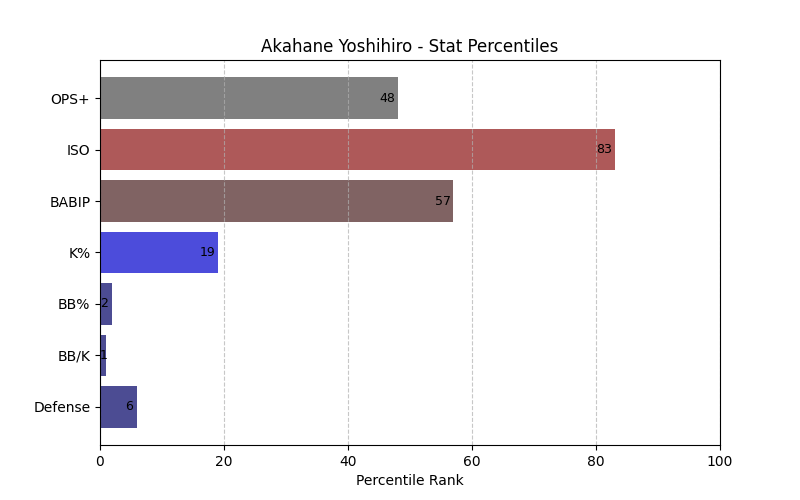 Akahane Yoshihiro - Stat Percentiles
OPS+ 48
ISO 83
BABIP 57
K% 19
BB% 2
BB/K 1
Defense 6
0 20 40 60 80 100
Percentile Rank